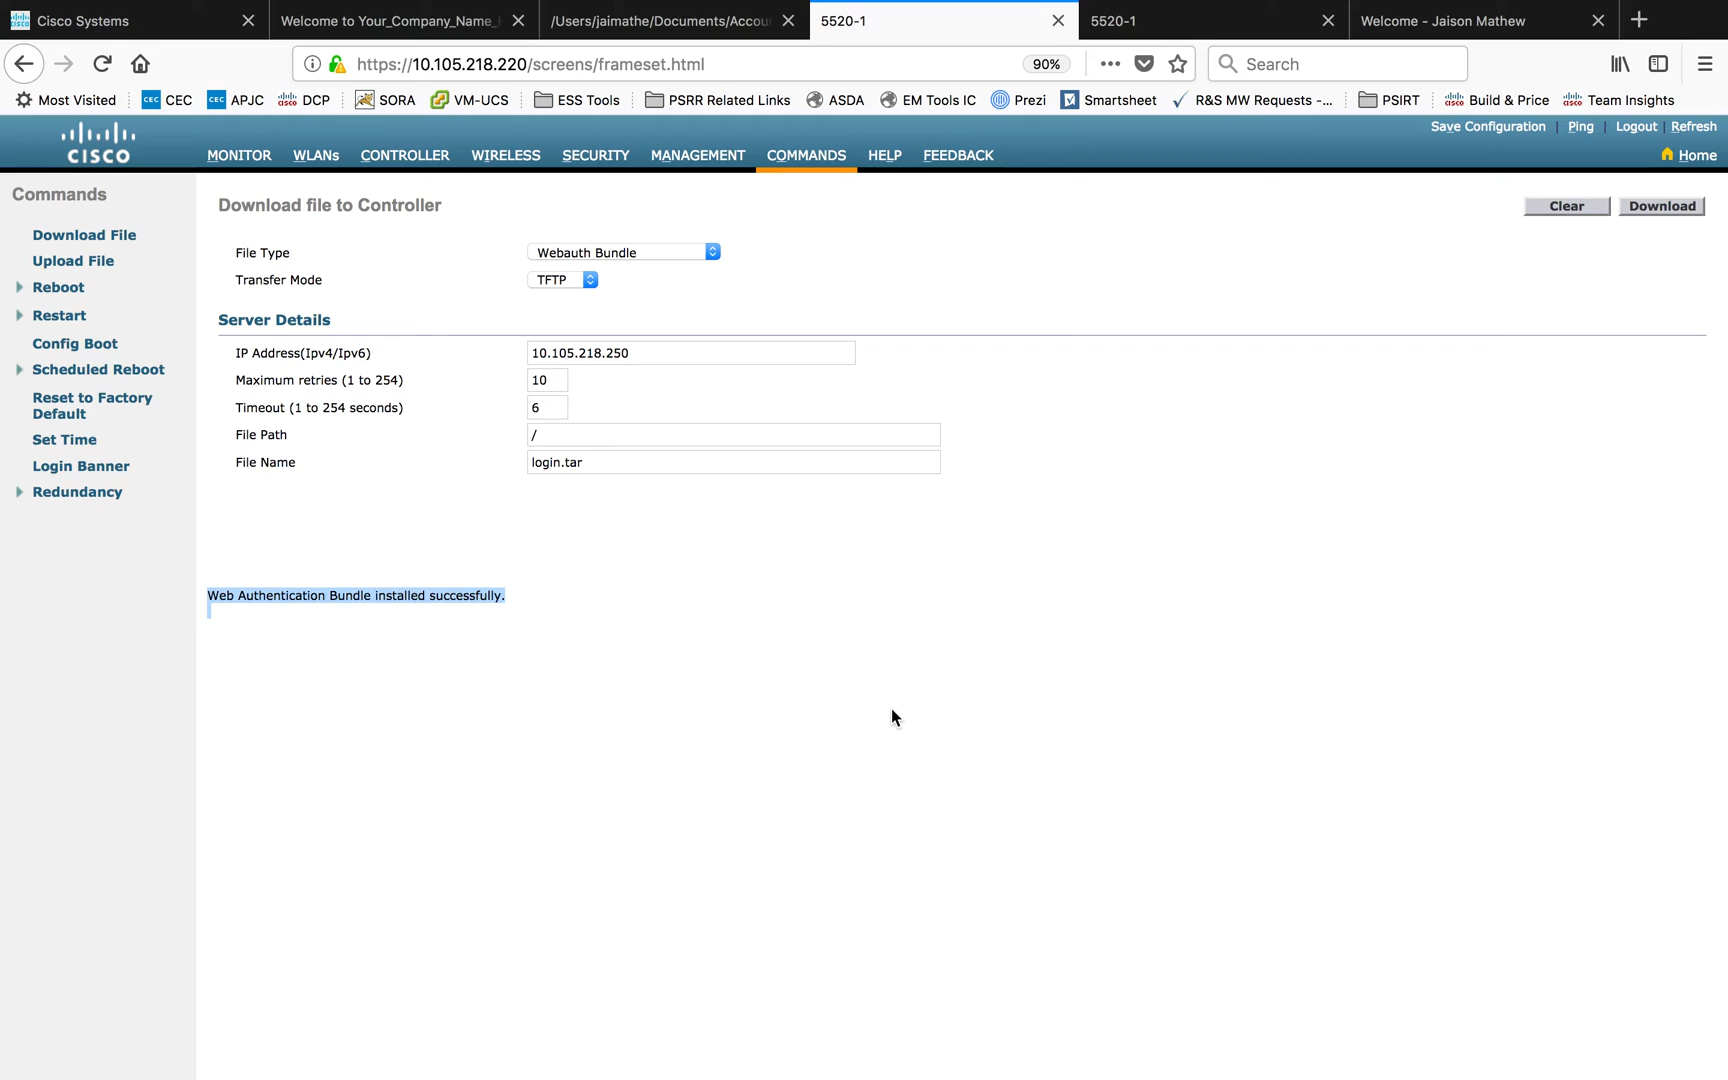 Cisco Systems
Welcome to Your_Company_Name_
/Users/jaimathe/Documents/Accou
5520-1
5520-1
Welcome - Jaison Mathew
https://10.105.218.220/screens/frameset.html
90%
Search
Most Visited
CEC CEC
CEC APJC
cisco DCP
SORA
VM-UCS
ESS Tools
PSRR Related Links
ASDA
EM Tools IC
Prezi
Smartsheet
R&S MW Requests -...
PSIRT
cisco Build & Price
cisco Team Insights
CISCO
Save Configuration | Ping | Logout | Refresh
MONITOR WLANs CONTROLLER WIRELESS SECURITY MANAGEMENT COMMANDS HELP FEEDBACK
Home
Commands
Download File
Upload File
Reboot
Restart
Config Boot
Scheduled Reboot
Reset to Factory
Default
Set Time
Login Banner
Redundancy
Download file to Controller
Clear
Download
File Type Webauth Bundle
Transfer Mode TFTP
Server Details
IP Address(Ipv4/Ipv6) 10.105.218.250
Maximum retries (1 to 254) 10
Timeout (1 to 254 seconds) 6
File Path /
File Name login.tar
Web Authentication Bundle installed successfully.